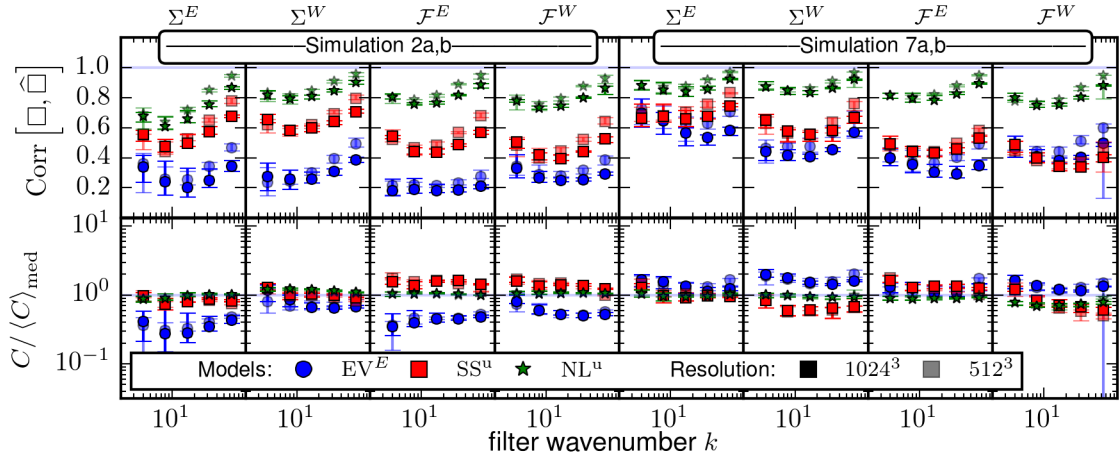 Σ^E Σ^W ℱ^E ℱ^W Σ^E Σ^W ℱ^E ℱ^W
Simulation 2a,b Simulation 7a,b
Corr [□, □̂]
1.0
0.8
0.6
0.4
0.2
C/⟨C⟩_med
10^1
10^0
10^−1
Models: EV^E SS^u NL^u Resolution: 1024^3 512^3
10^1 10^1 10^1 10^1 10^1 10^1 10^1 10^1
filter wavenumber k